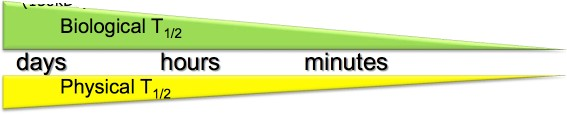 Biological T1/2
days hours minutes
Physical T1/2